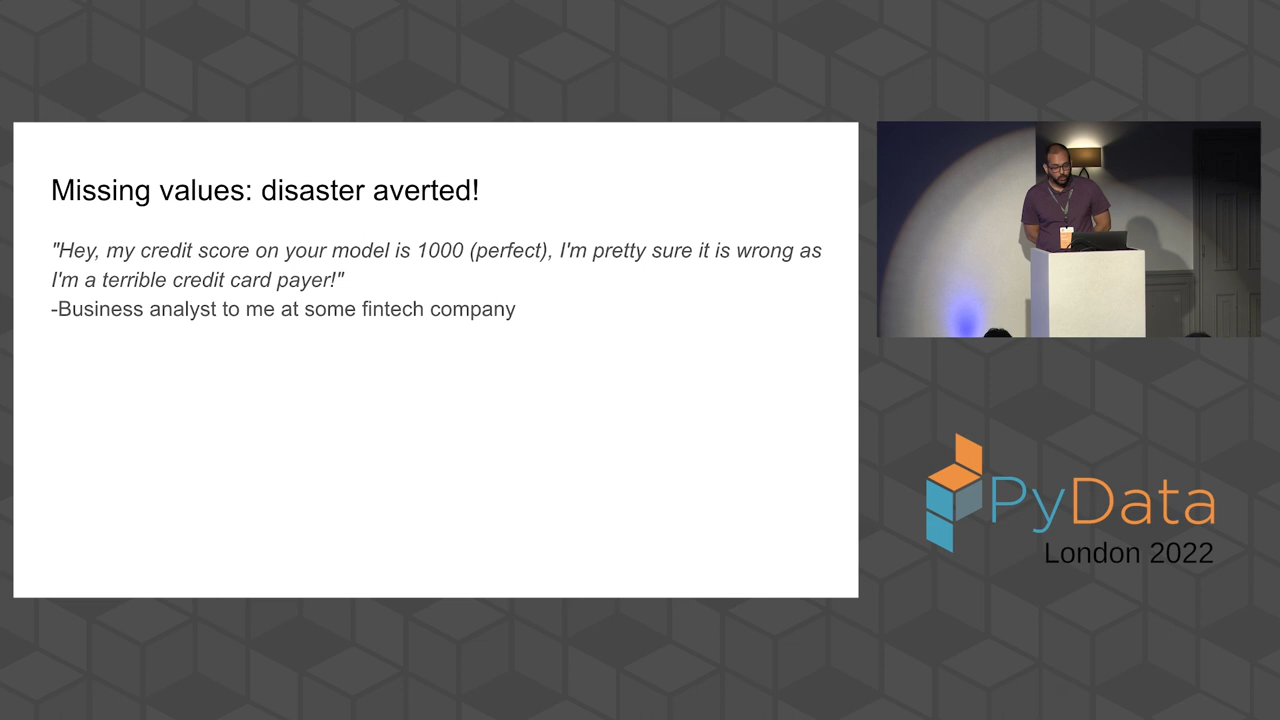 Missing values: disaster averted!
"Hey, my credit score on your model is 1000 (perfect), I'm pretty sure it is wrong as
I'm a terrible credit card payer!"
-Business analyst to me at some fintech company
PyData
London 2022